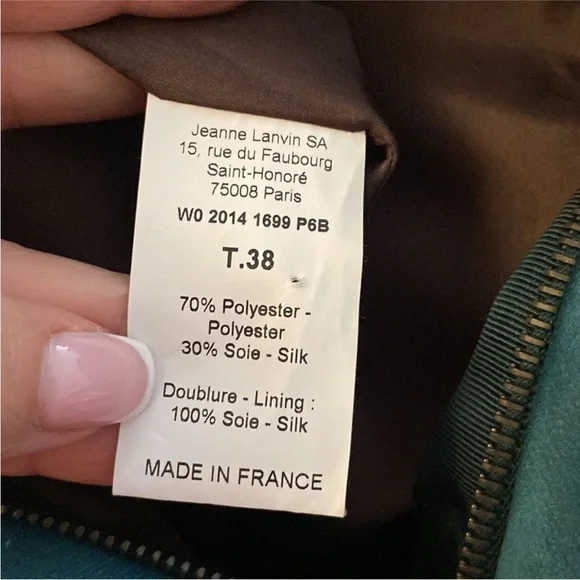 Jeanne Lanvin SA
15, rue du Faubourg
Saint-Honoré
75008 Paris
W0 2014 1699 P6B
T.38
70% Polyester -
Polyester
30% Soie - Silk
Doublure - Lining :
100% Soie - Silk
MADE IN FRANCE